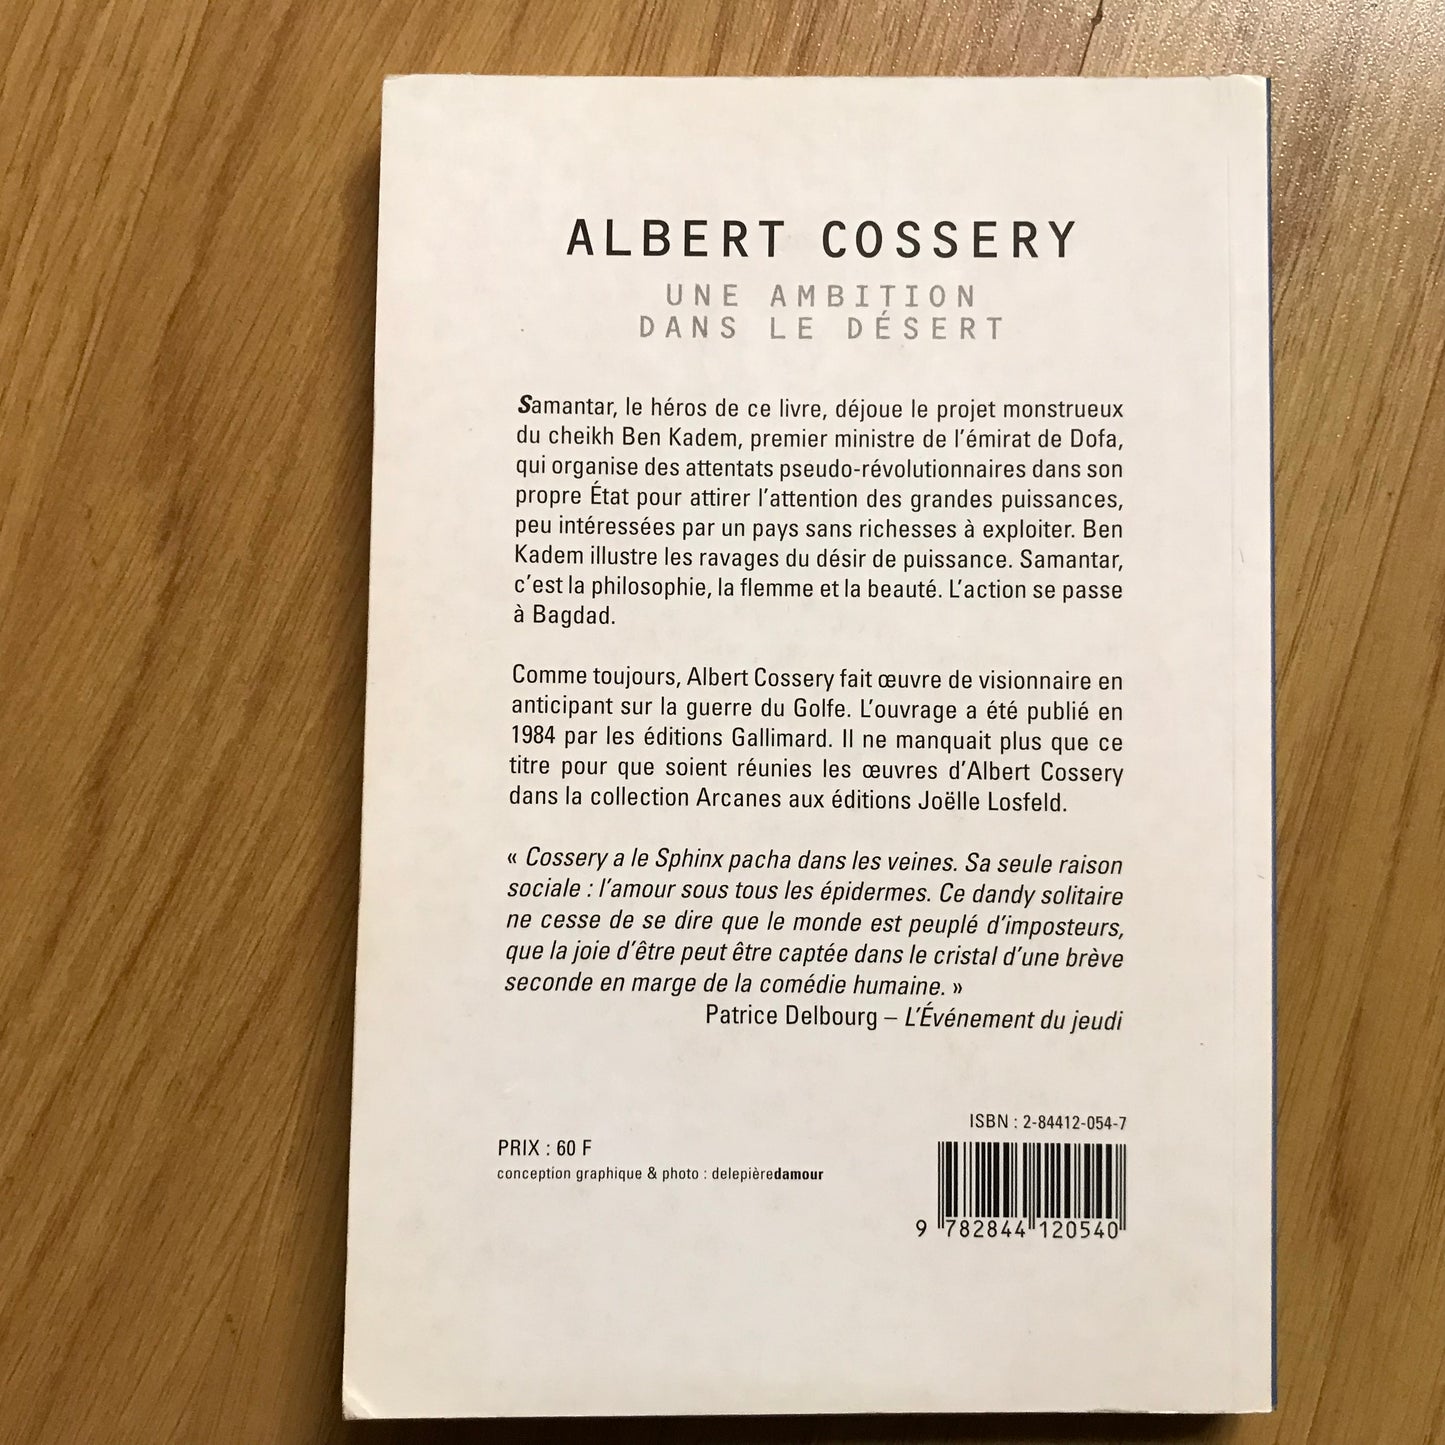 ALBERT COSSERY
UNE AMBITION
DANS LE DÉSERT
Samantar, le héros de ce livre, déjoue le projet monstrueux
du cheikh Ben Kadem, premier ministre de l'émirat de Dofa,
qui organise des attentats pseudo-révolutionnaires dans son
propre État pour attirer l'attention des grandes puissances,
peu intéressées par un pays sans richesses à exploiter. Ben
Kadem illustre les ravages du désir de puissance. Samantar,
c'est la philosophie, la flemme et la beauté. L'action se passe
à Bagdad.
Comme toujours, Albert Cossery fait œuvre de visionnaire en
anticipant sur la guerre du Golfe. L'ouvrage a été publié en
1984 par les éditions Gallimard. Il ne manquait plus que ce
titre pour que soient réunies les œuvres d'Albert Cossery
dans la collection Arcanes aux éditions Joëlle Losfeld.
« Cossery a le Sphinx pacha dans les veines. Sa seule raison
sociale : l'amour sous tous les épidermes. Ce dandy solitaire
ne cesse de se dire que le monde est peuplé d'imposteurs,
que la joie d'être peut être captée dans le cristal d'une brève
seconde en marge de la comédie humaine. »
Patrice Delbourg – L'Événement du jeudi
ISBN : 2-84412-054-7
PRIX : 60 F
conception graphique & photo : delepièredamour
9 782844 120540